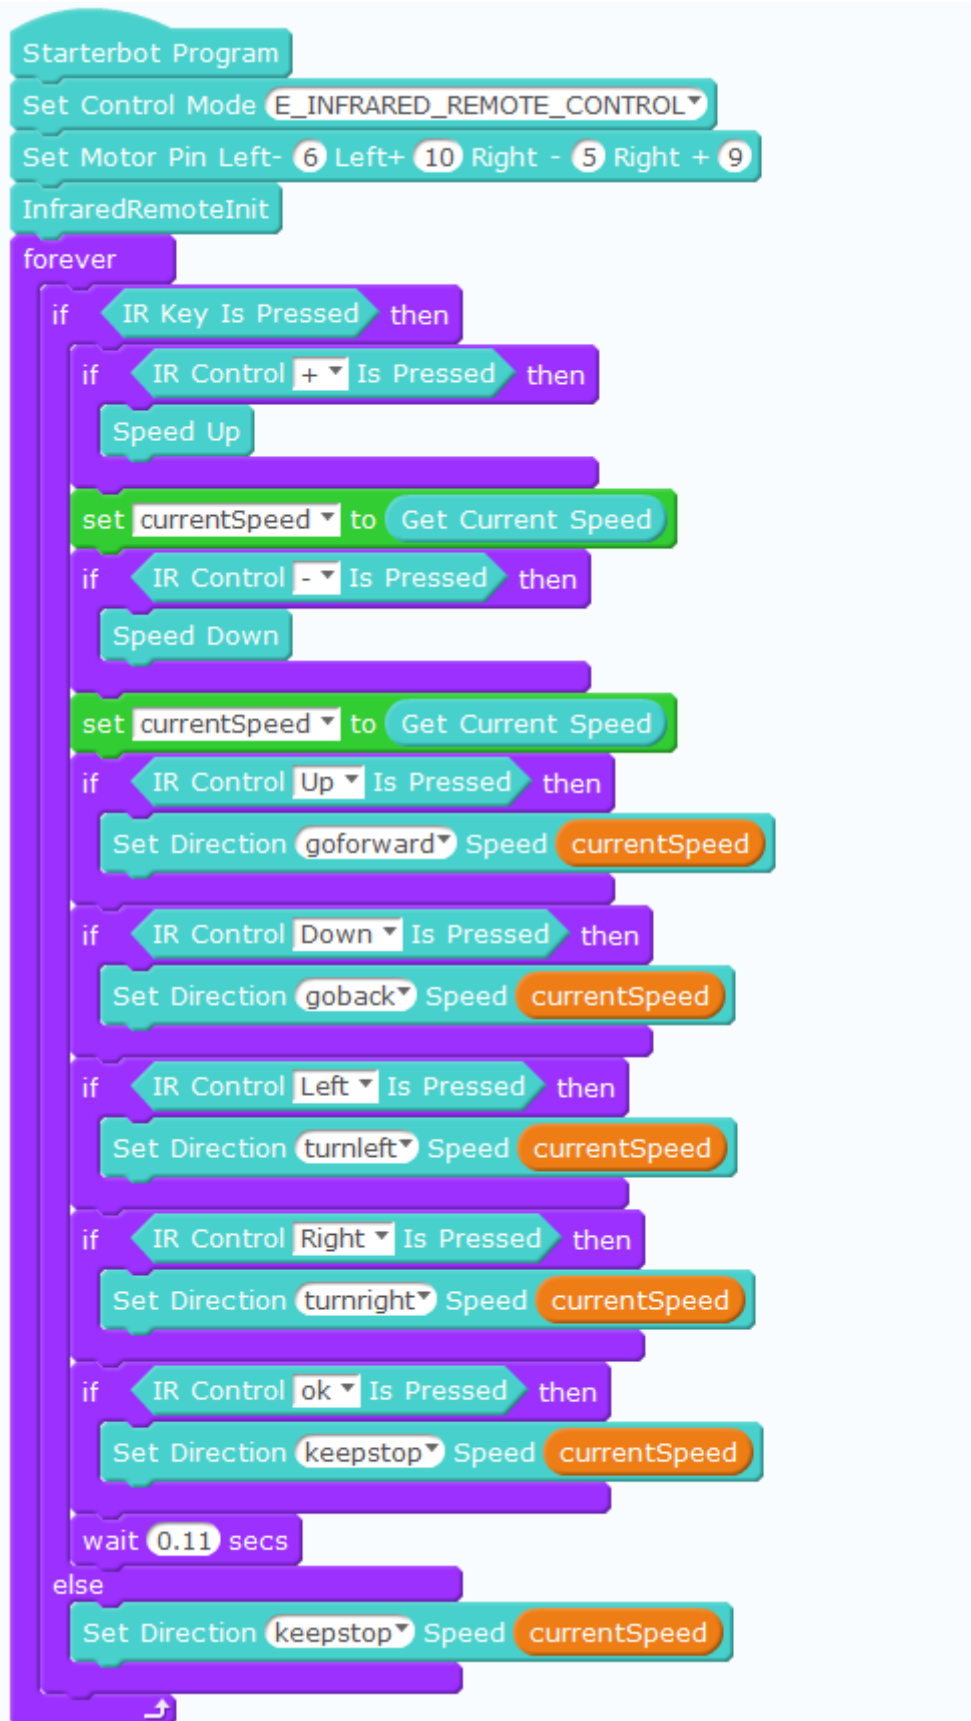 Starterbot Program
Set Control Mode E_INFRARED_REMOTE_CONTROL
Set Motor Pin Left- 6 Left+ 10 Right - 5 Right + 9
InfraredRemoteInit
forever
if IR Key Is Pressed then
if IR Control + Is Pressed then
Speed Up
set currentSpeed to Get Current Speed
if IR Control - Is Pressed then
Speed Down
set currentSpeed to Get Current Speed
if IR Control Up Is Pressed then
Set Direction goforward Speed currentSpeed
if IR Control Down Is Pressed then
Set Direction goback Speed currentSpeed
if IR Control Left Is Pressed then
Set Direction turnleft Speed currentSpeed
if IR Control Right Is Pressed then
Set Direction turnright Speed currentSpeed
if IR Control ok Is Pressed then
Set Direction keepstop Speed currentSpeed
wait 0.11 secs
else
Set Direction keepstop Speed currentSpeed